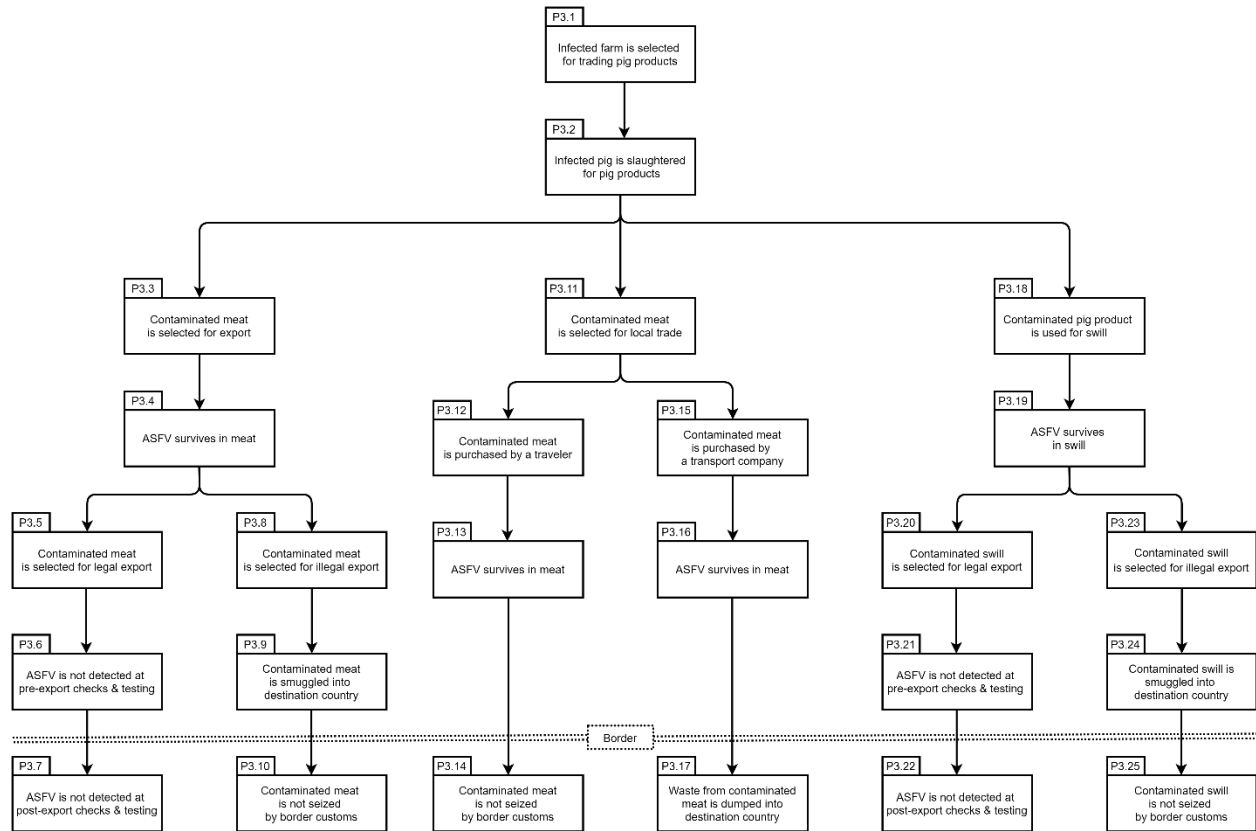 P3.1
Infected farm is selected
for trading pig products
P3.2
Infected pig is slaughtered
for pig products
P3.3
Contaminated meat
is selected for export
P3.11
Contaminated meat
is selected for local trade
P3.18
Contaminated pig product
is used for swill
P3.4
ASFV survives in meat
P3.12
Contaminated meat
is purchased by a traveler
P3.15
Contaminated meat
is purchased by
a transport company
P3.19
ASFV survives
in swill
P3.5
Contaminated meat
is selected for legal export
P3.8
Contaminated meat
is selected for illegal export
P3.13
ASFV survives in meat
P3.16
ASFV survives in meat
P3.20
Contaminated swill
is selected for legal export
P3.23
Contaminated swill
is selected for illegal export
P3.6
ASFV is not detected at
pre-export checks & testing
P3.9
Contaminated meat
is smuggled into
destination country
P3.21
ASFV is not detected at
pre-export checks & testing
P3.24
Contaminated swill is
smuggled into
destination country
Border
P3.7
ASFV is not detected at
post-export checks & testing
P3.10
Contaminated meat
is not seized
by border customs
P3.14
Contaminated meat
is not seized
by border customs
P3.17
Waste from contaminated
meat is dumped into
destination country
P3.22
ASFV is not detected at
post-export checks & testing
P3.25
Contaminated swill
is not seized
by border customs